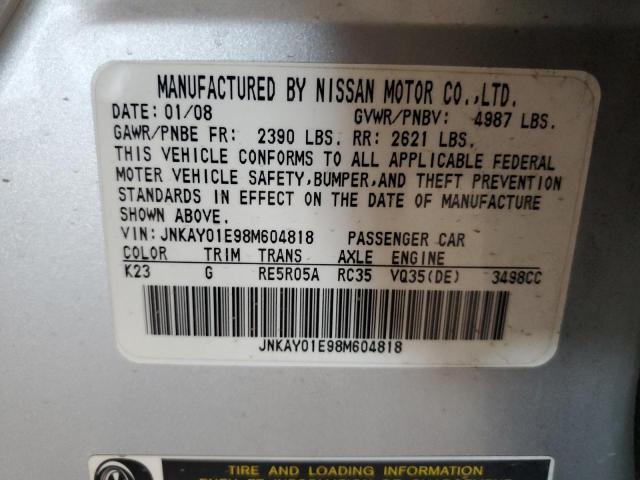 MANUFACTURED BY NISSAN MOTOR CO.,LTD.
DATE: 01/08 GVWR/PNBV: 4987 LBS.
GAWR/PNBE FR: 2390 LBS. RR: 2621 LBS.
THIS VEHICLE CONFORMS TO ALL APPLICABLE FEDERAL
MOTER VEHICLE SAFETY,BUMPER,AND THEFT PREVENTION
STANDARDS IN EFFECT ON THE DATE OF MANUFACTURE
SHOWN ABOVE.
VIN: JNKAY01E98M604818 PASSENGER CAR
COLOR TRIM TRANS AXLE ENGINE
K23 G RE5R05A RC35 VQ35(DE) 3498CC
JNKAY01E98M604818
TIRE AND LOADING INFORMATION